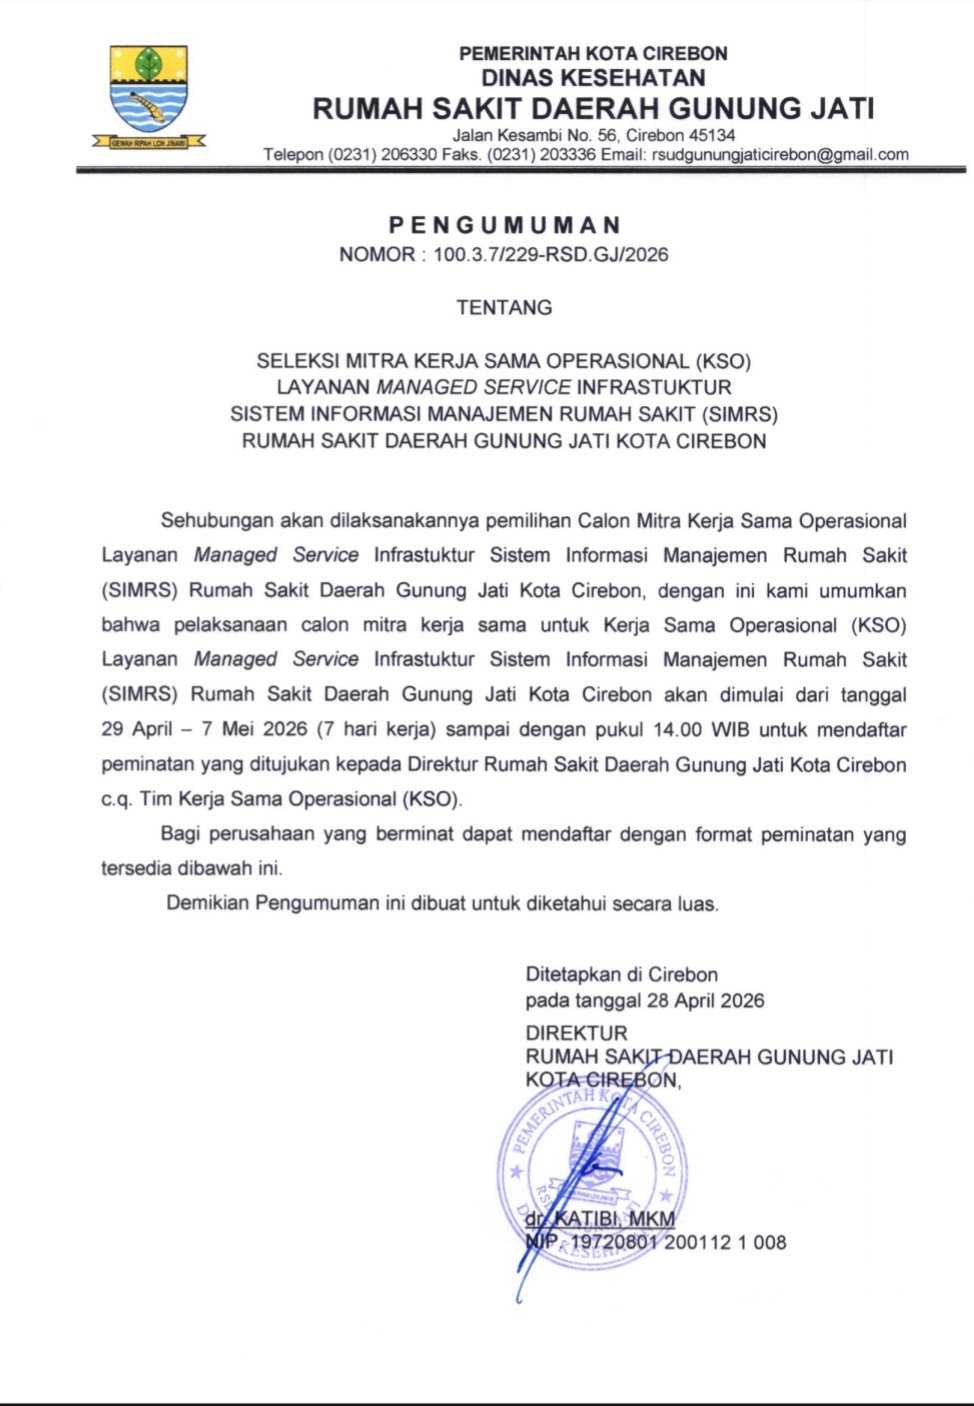 GEMAH RIPAH LOH JINAWI
PEMERINTAH KOTA CIREBON
DINAS KESEHATAN
RUMAH SAKIT DAERAH GUNUNG JATI
Jalan Kesambi No. 56, Cirebon 45134
Telepon (0231) 206330 Faks. (0231) 203336 Email: rsudgunungjaticirebon@gmail.com
PENGUMUMAN
NOMOR : 100.3.7/229-RSD.GJ/2026
TENTANG
SELEKSI MITRA KERJA SAMA OPERASIONAL (KSO)
LAYANAN MANAGED SERVICE INFRASTUKTUR
SISTEM INFORMASI MANAJEMEN RUMAH SAKIT (SIMRS)
RUMAH SAKIT DAERAH GUNUNG JATI KOTA CIREBON
Sehubungan akan dilaksanakannya pemilihan Calon Mitra Kerja Sama Operasional
Layanan Managed Service Infrastuktur Sistem Informasi Manajemen Rumah Sakit
(SIMRS) Rumah Sakit Daerah Gunung Jati Kota Cirebon, dengan ini kami umumkan
bahwa pelaksanaan calon mitra kerja sama untuk Kerja Sama Operasional (KSO)
Layanan Managed Service Infrastuktur Sistem Informasi Manajemen Rumah Sakit
(SIMRS) Rumah Sakit Daerah Gunung Jati Kota Cirebon akan dimulai dari tanggal
29 April – 7 Mei 2026 (7 hari kerja) sampai dengan pukul 14.00 WIB untuk mendaftar
peminatan yang ditujukan kepada Direktur Rumah Sakit Daerah Gunung Jati Kota Cirebon
c.q. Tim Kerja Sama Operasional (KSO).
Bagi perusahaan yang berminat dapat mendaftar dengan format peminatan yang
tersedia dibawah ini.
Demikian Pengumuman ini dibuat untuk diketahui secara luas.
Ditetapkan di Cirebon
pada tanggal 28 April 2026
DIREKTUR
RUMAH SAKIT DAERAH GUNUNG JATI
KOTA CIREBON,
PEMERINTAH KOTA CIREBON
dr. KATIBI, MKM
NIP. 19720801 200112 1 008
KESEHATAN